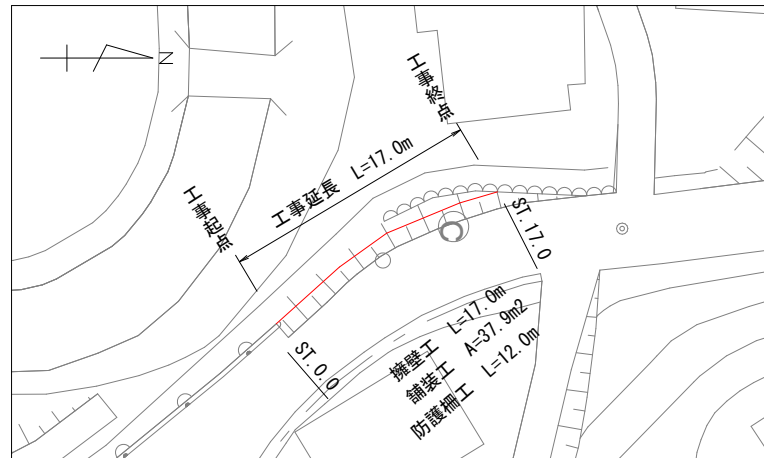 N
工事終点
工事延長 L=17.0m
工事起点
ST.17.0
ST.0.0
擁壁工 L=17.0m
舗装工 A=37.9m2
防護柵工 L=12.0m